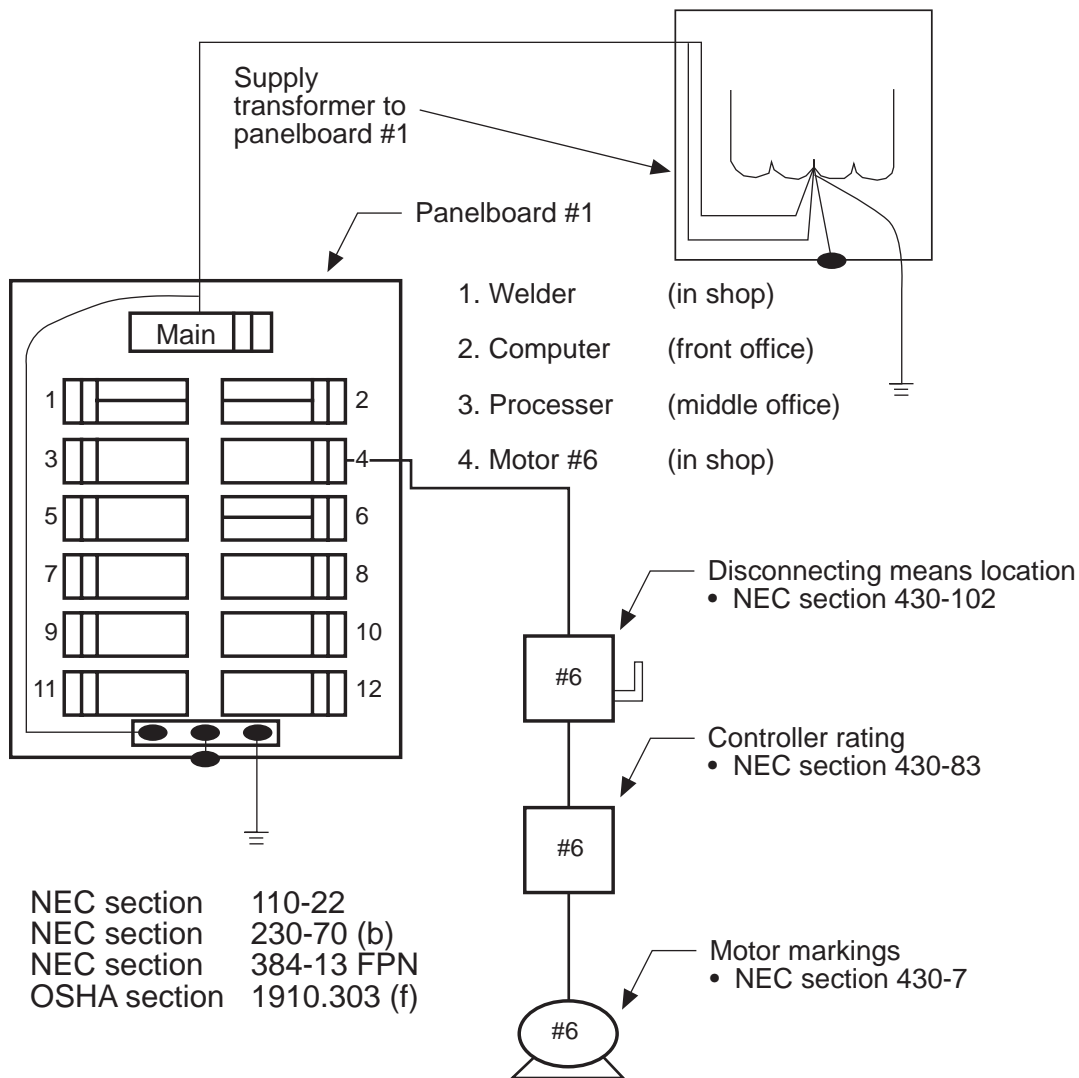 Supply
transformer to
panelboard #1
Panelboard #1
1. Welder (in shop)
2. Computer (front office)
3. Processer (middle office)
4. Motor #6 (in shop)
Main
1 2
3 4
5 6
7 8
9 10
11 12
Disconnecting means location
• NEC section 430-102
#6
Controller rating
• NEC section 430-83
#6
Motor markings
• NEC section 430-7
#6
NEC section 110-22
NEC section 230-70 (b)
NEC section 384-13 FPN
OSHA section 1910.303 (f)